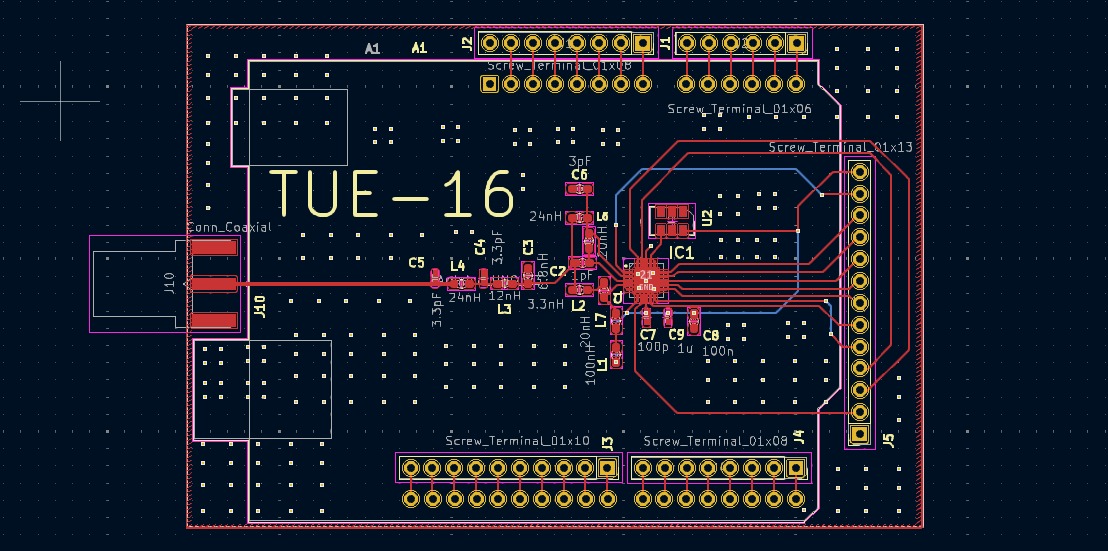 A1
A1
J2
J1
Screw_Terminal_01x08
Screw_Terminal_01x06
Screw_Terminal_01x13
3pF
C6
TUE-16
24nH
L6
U2
20nH
Conn_Coaxial
IC1
C5
L4
C4
3.3pF
C3
6.8nH
1pF
J10
J10
24nH
12nH
L3
3.3nH
L2
3.3pF
L7
20nH
C7
C9
C8
100p
1u
100n
L1
100nH
Screw_Terminal_01x10
J3
Screw_Terminal_01x08
J4
J5